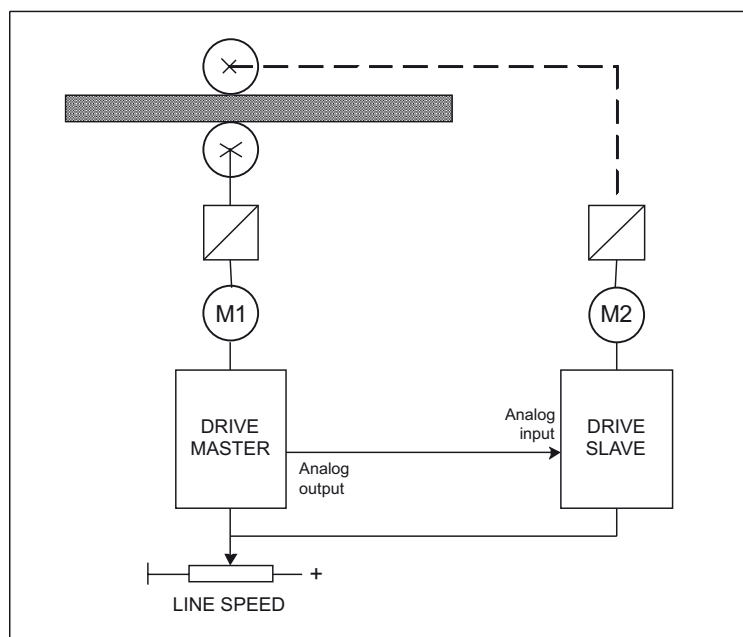 M1
M2
DRIVE
MASTER
Analog
output
Analog
input
DRIVE
SLAVE
+
LINE SPEED